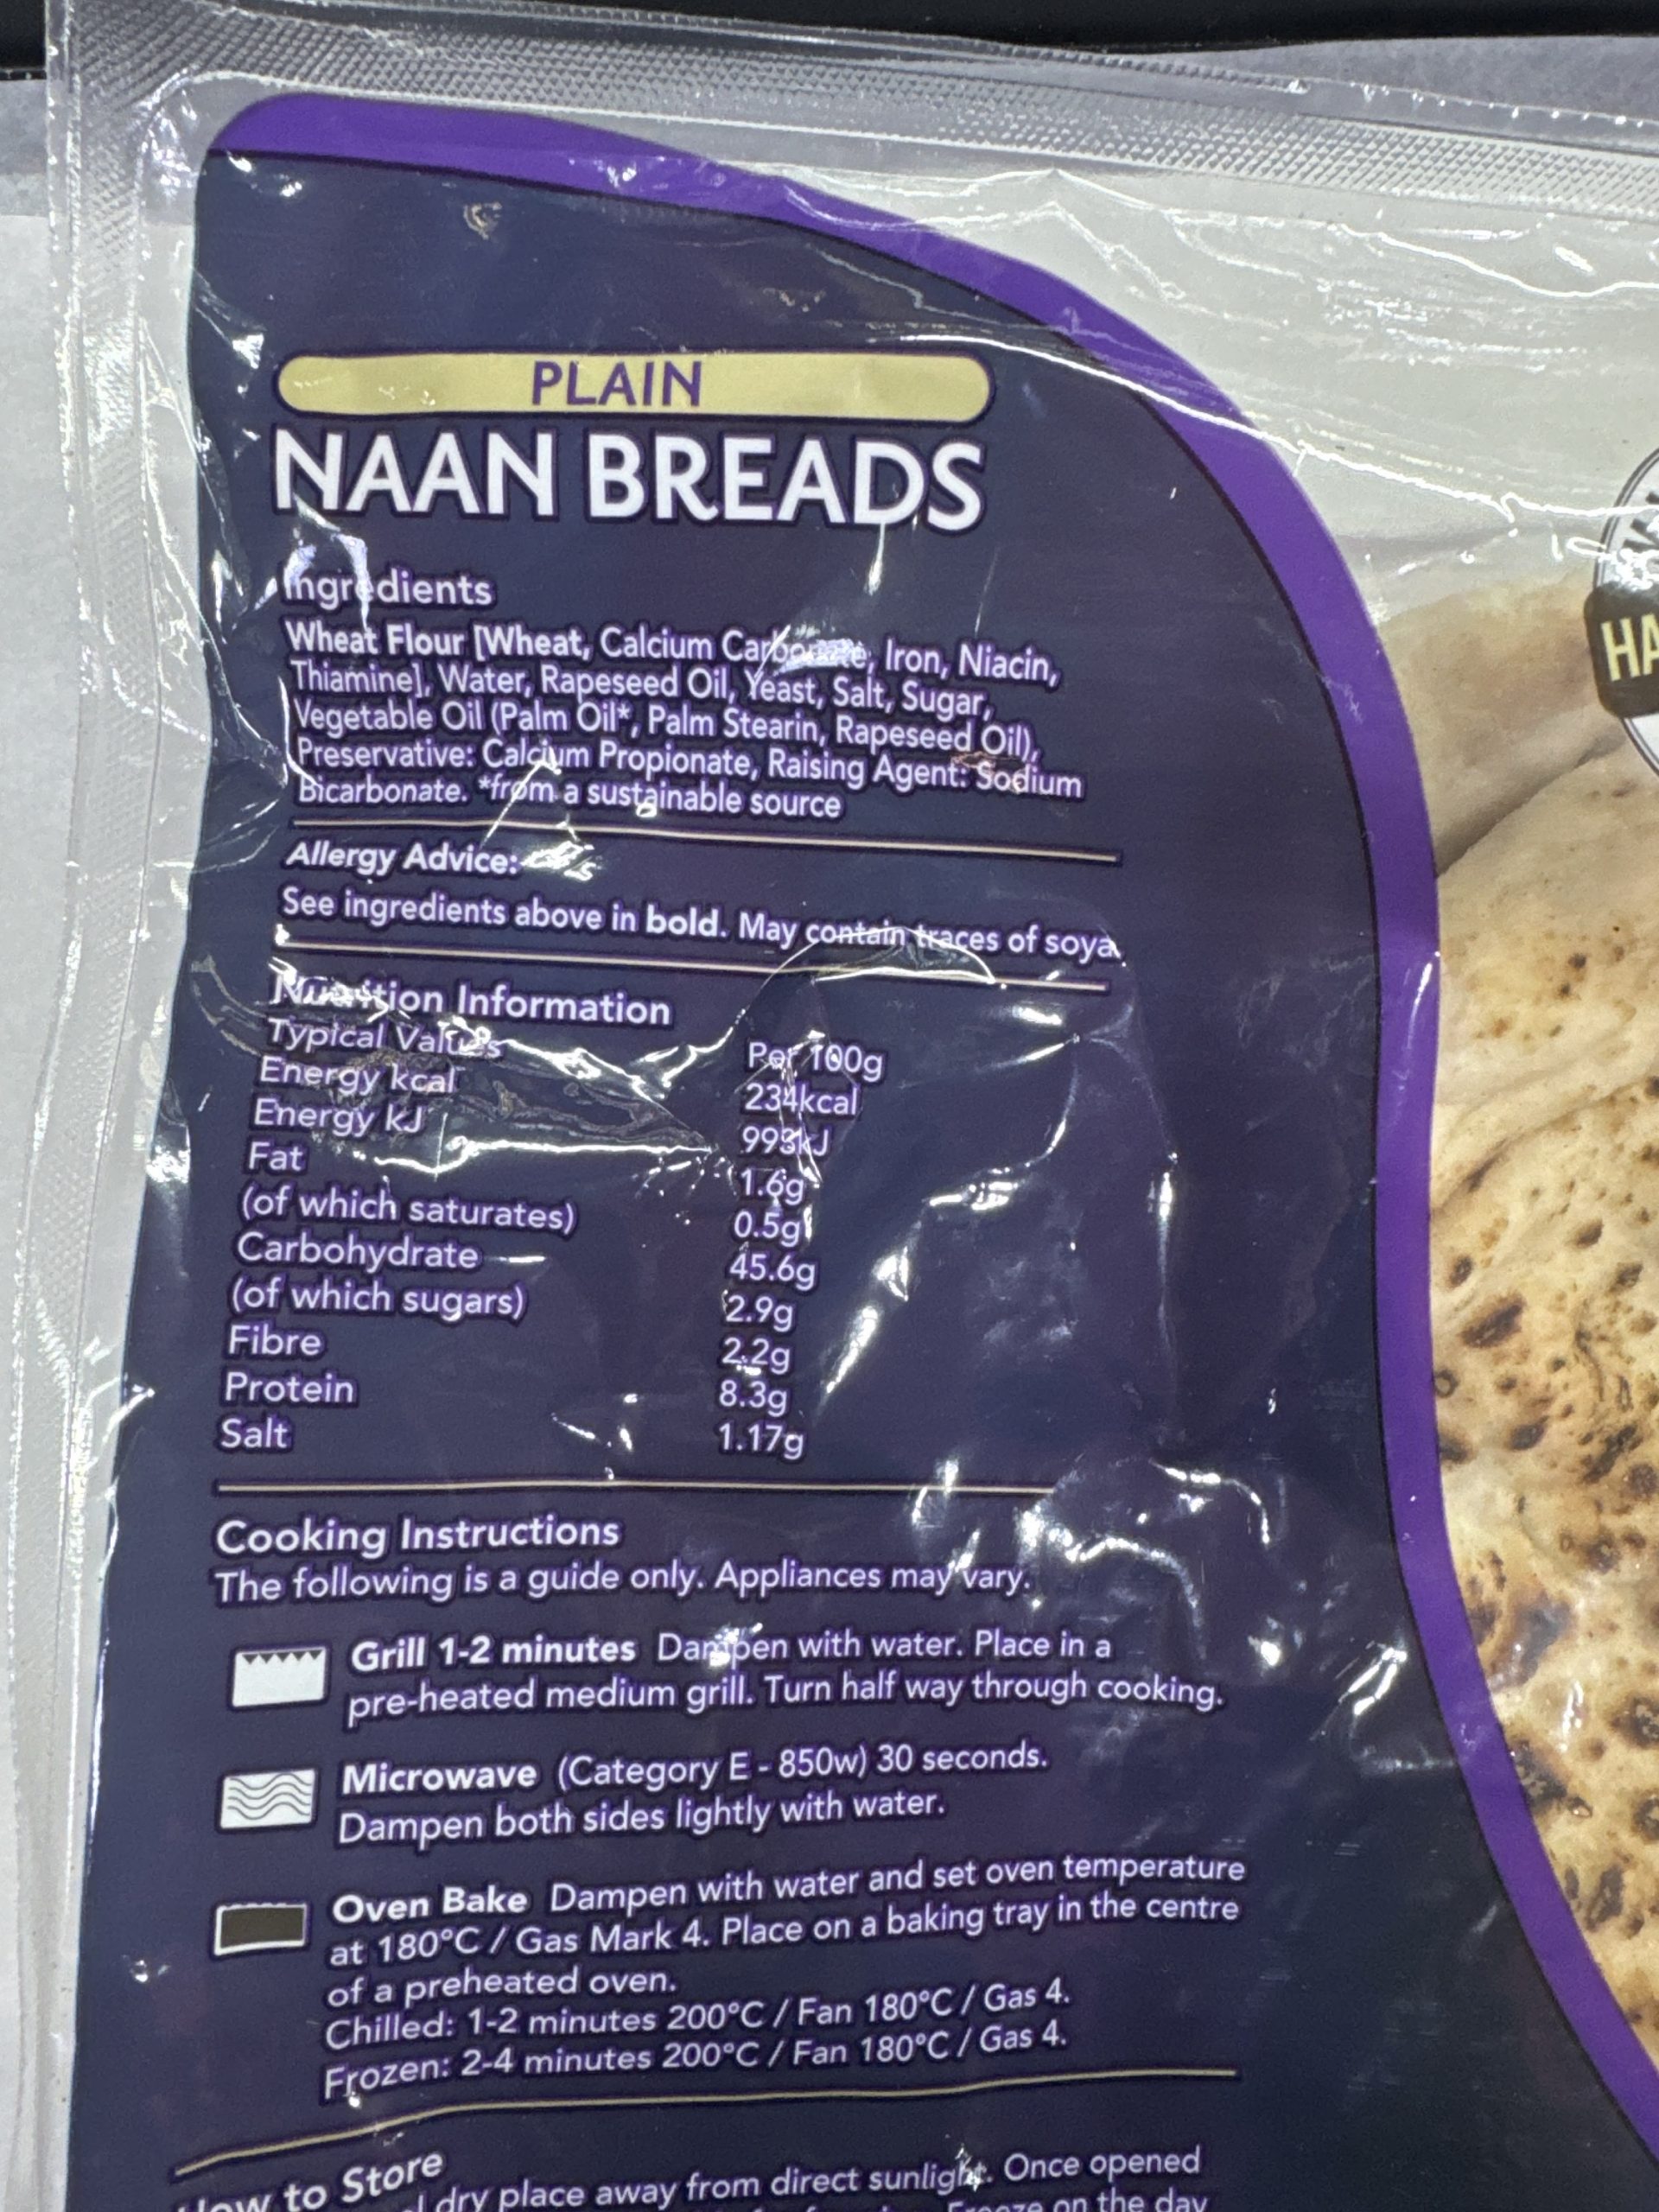 PLAIN
NAAN BREADS
Ingredients
Wheat Flour [Wheat, Calcium Carbonate, Iron, Niacin,
Thiamine], Water, Rapeseed Oil, Yeast, Salt, Sugar,
Vegetable Oil (Palm Oil*, Palm Stearin, Rapeseed Oil),
Preservative: Calcium Propionate, Raising Agent: Sodium
Bicarbonate. *from a sustainable source
Allergy Advice:
See ingredients above in bold. May contain traces of soya.
Nutrition Information
Typical Values Per 100g
Energy kcal 234kcal
Energy kJ
Fat 1.6g
(of which saturates) 0.5g
Carbohydrate 45.6g
(of which sugars) 2.9g
Fibre 2.2g
Protein 8.3g
Salt 1.17g
Cooking Instructions
The following is a guide only. Appliances may vary.
Grill 1-2 minutes Dampen with water. Place in a
pre-heated medium grill. Turn half way through cooking.
Microwave (Category E - 850w) 30 seconds.
Dampen both sides lightly with water.
Oven Bake Dampen with water and set oven temperature
at 180°C / Gas Mark 4. Place on a baking tray in the centre
of a preheated oven.
Chilled: 1-2 minutes 200°C / Fan 180°C / Gas 4.
Frozen: 2-4 minutes 200°C / Fan 180°C / Gas 4.
How to Store
dry place away from direct sunlight. Once opened
Freeze on the day
HA